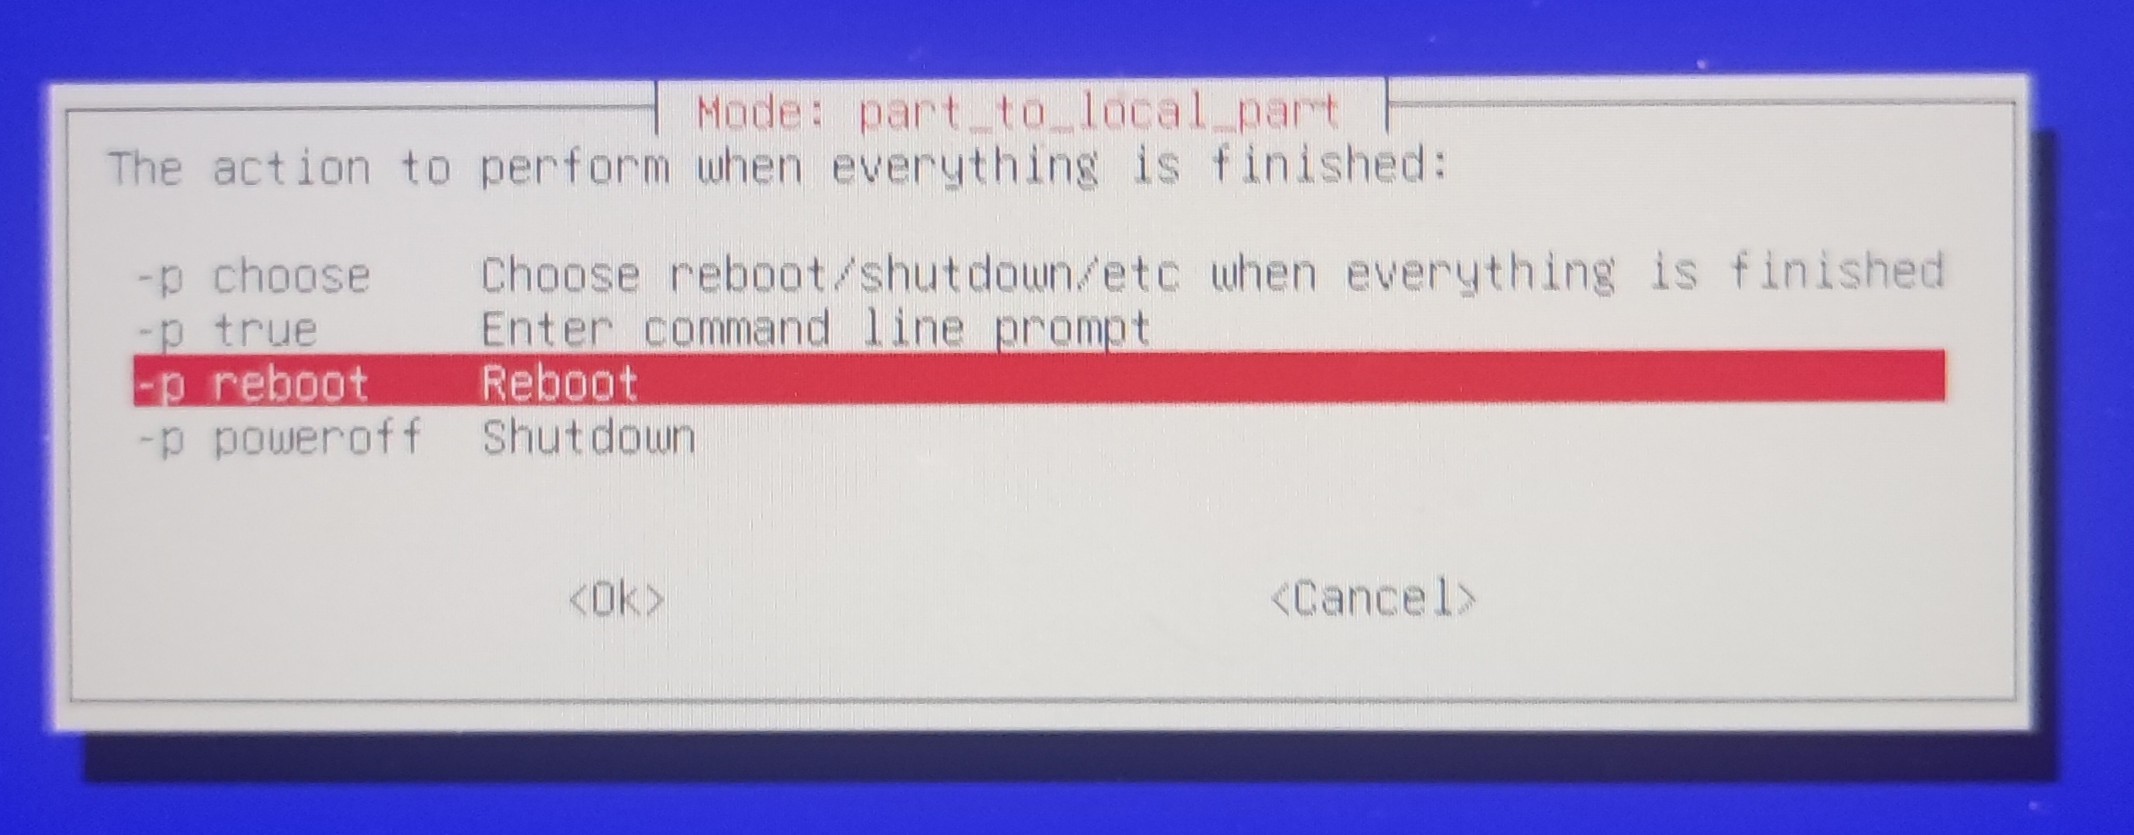 Mode: part_to_local_part
The action to perform when everything is finished:
-p choose Choose reboot/shutdown/etc when everything is finished
-p true Enter command line prompt
-p reboot Reboot
-p poweroff Shutdown
<Ok> <Cancel>